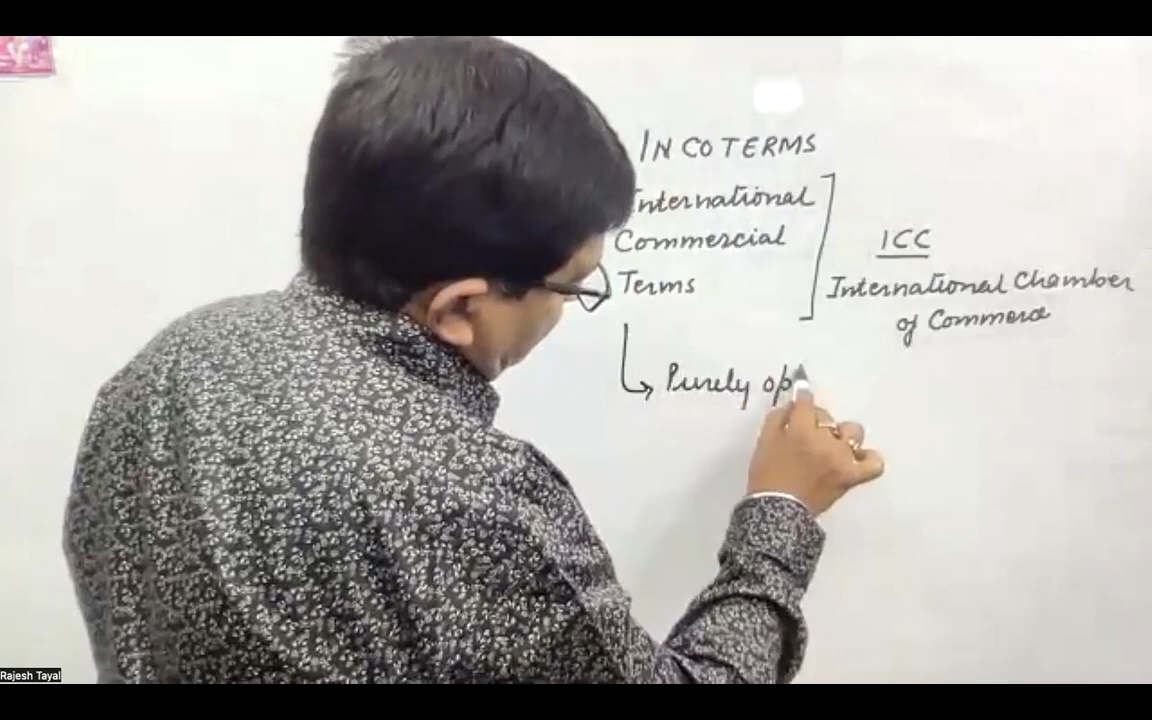 INCOTERMS
International
Commercial
Terms
ICC
International Chamber
of Commerce
Purely op
Rajesh Tayal